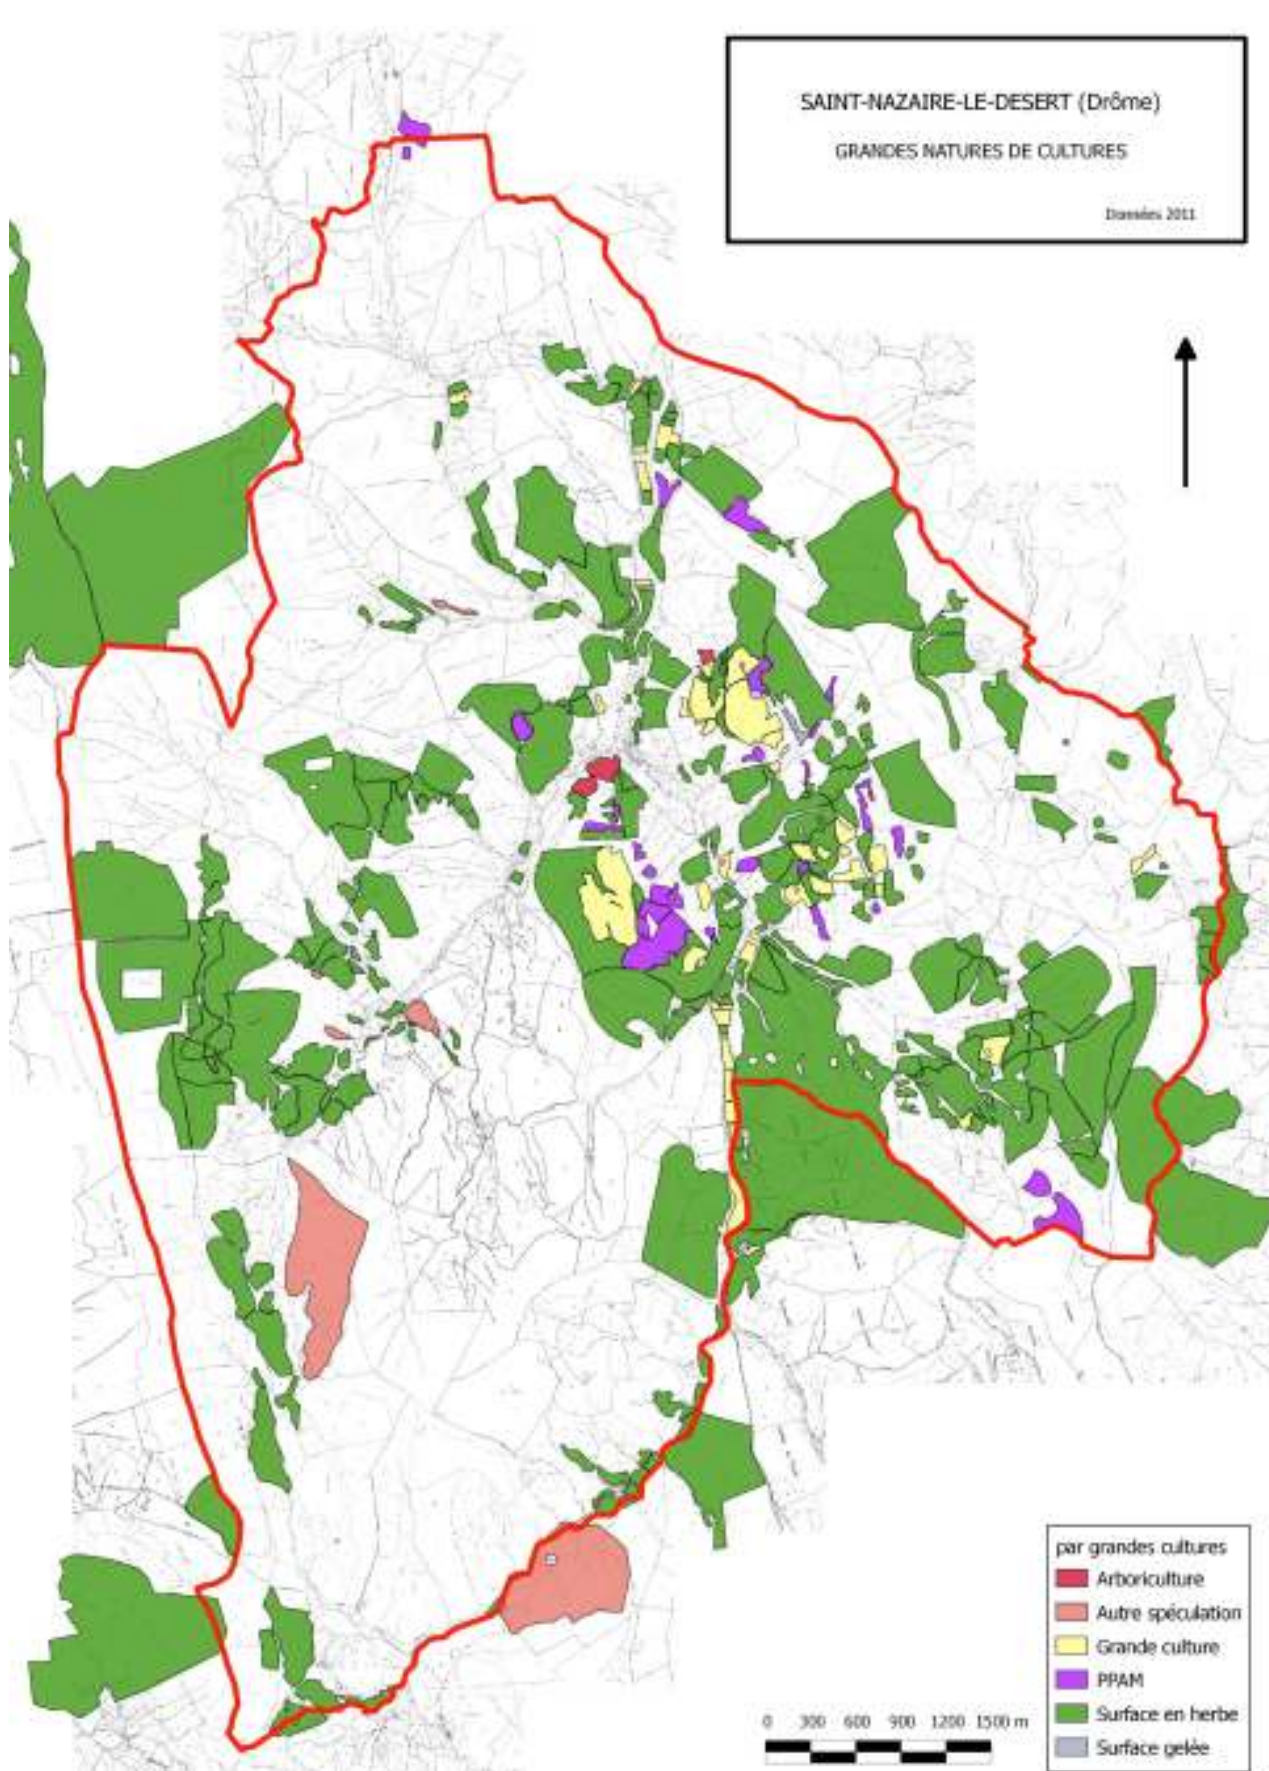 SAINT-NAZAIRE-LE-DESERT (Drôme)
GRANDES NATURES DE CULTURES
Données 2011
par grandes cultures
Arboriculture
Autre spéculation
Grande culture
PPAM
Surface en herbe
Surface gelée
0 300 600 900 1200 1500 m